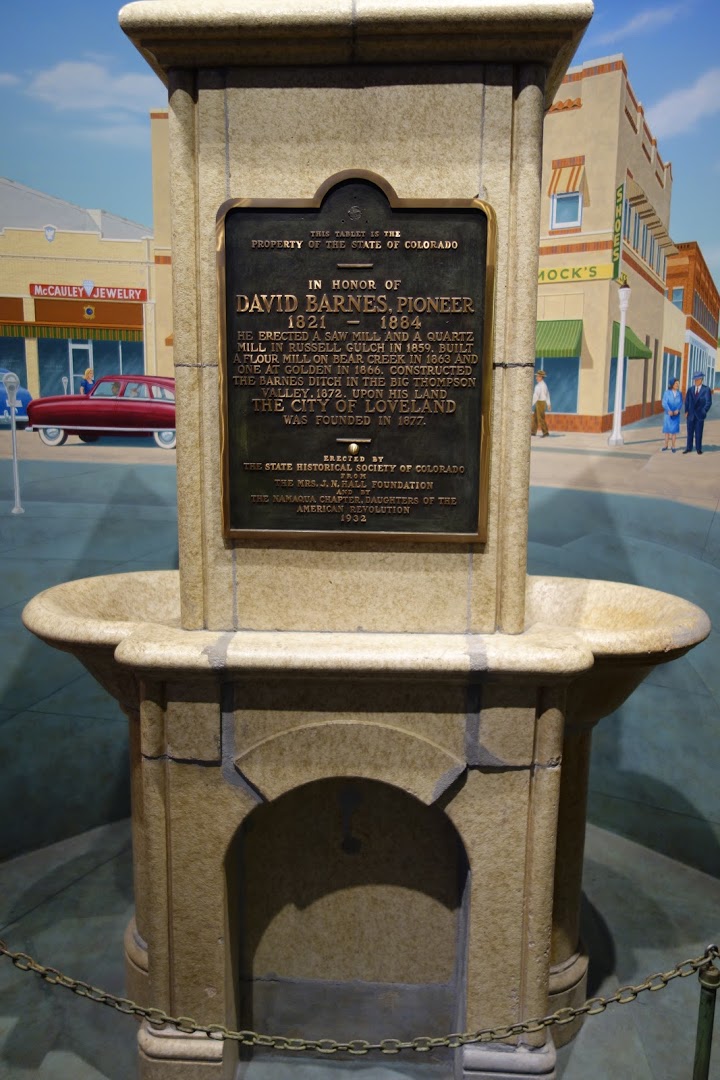 THIS TABLET IS THE
PROPERTY OF THE STATE OF COLORADO
IN HONOR OF
DAVID BARNES, PIONEER
1821 — 1884
HE ERECTED A SAW MILL AND A QUARTZ
MILL IN RUSSELL GULCH IN 1859. BUILT
A FLOUR MILL ON BEAR CREEK IN 1863 AND
ONE AT GOLDEN IN 1866. CONSTRUCTED
THE BARNES DITCH IN THE BIG THOMPSON
VALLEY, 1872. UPON HIS LAND
THE CITY OF LOVELAND
WAS FOUNDED IN 1877.
ERECTED BY
THE STATE HISTORICAL SOCIETY OF COLORADO
FROM
THE MRS. J. N. HALL FOUNDATION
AND BY
THE NAMAQUA CHAPTER, DAUGHTERS OF THE
AMERICAN REVOLUTION
1932
McCAULEY JEWELRY
MOCK'S
SHOES